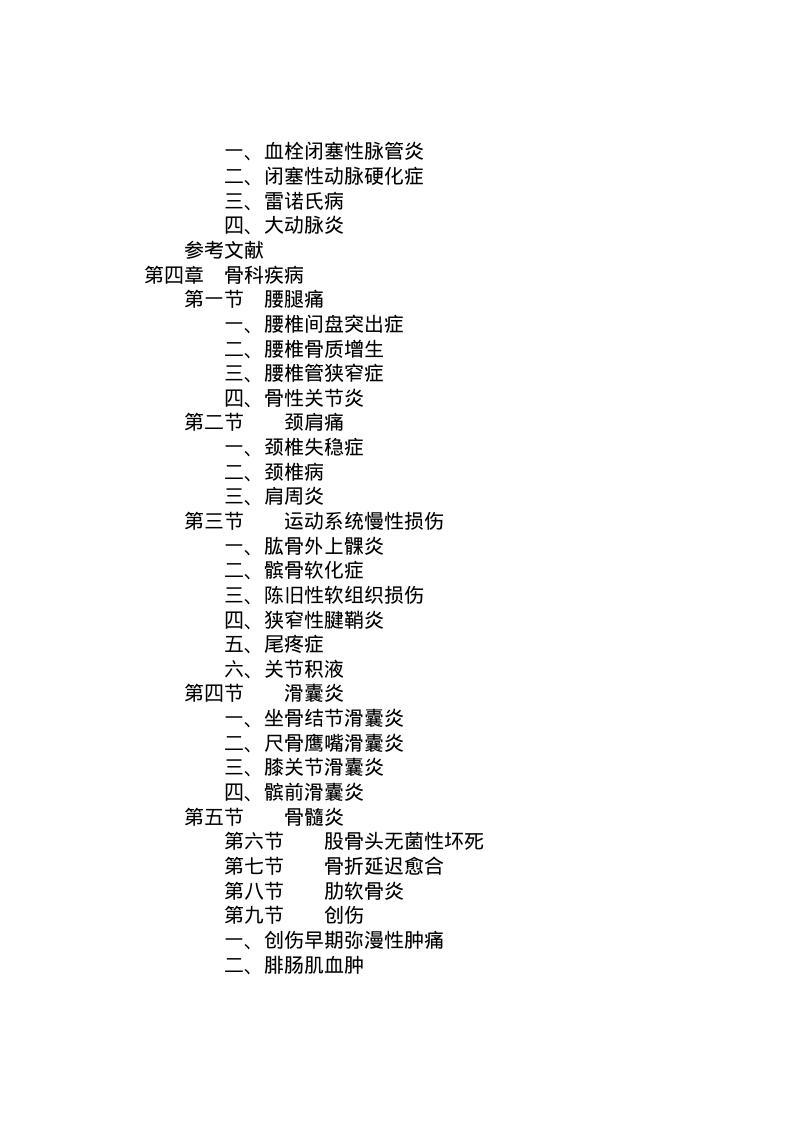 一、血栓闭塞性脉管炎
二、闭塞性动脉硬化症
三、雷诺氏病
四、大动脉炎
参考文献
第四章　骨科疾病
第一节　腰腿痛
一、腰椎间盘突出症
二、腰椎骨质增生
三、腰椎管狭窄症
四、骨性关节炎
第二节　　颈肩痛
一、颈椎失稳症
二、颈椎病
三、肩周炎
第三节　　运动系统慢性损伤
一、肱骨外上髁炎
二、髌骨软化症
三、陈旧性软组织损伤
四、狭窄性腱鞘炎
五、尾疼症
六、关节积液
第四节　　滑囊炎
一、坐骨结节滑囊炎
二、尺骨鹰嘴滑囊炎
三、膝关节滑囊炎
四、髌前滑囊炎
第五节　　骨髓炎
第六节　　股骨头无菌性坏死
第七节　　骨折延迟愈合
第八节　　肋软骨炎
第九节　　创伤
一、创伤早期弥漫性肿痛
二、腓肠肌血肿